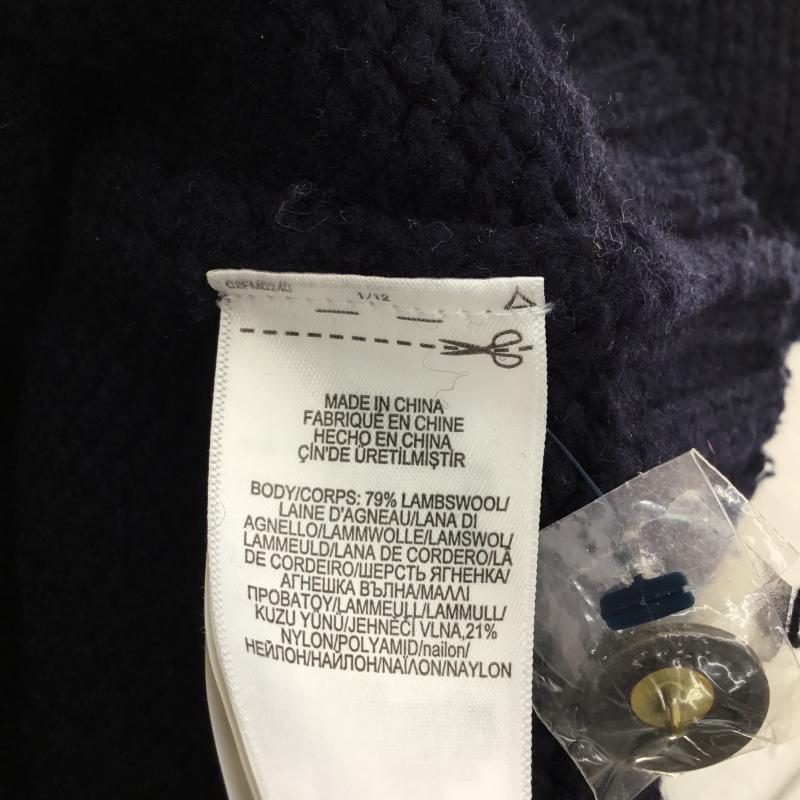 C2FM0240 1/12
MADE IN CHINA
FABRIQUÉ EN CHINE
HECHO EN CHINA
ÇİN'DE ÜRETİLMİŞTİR
BODY/CORPS: 79% LAMBSWOOL/
LAINE D'AGNEAU/LANA DI
AGNELLO/LAMMWOLLE/LAMSWOL/
LAMMEULD/LANA DE CORDERO/LÃ
DE CORDEIRO/ШЕРСТЬ ЯГНЕНКА/
АГНЕШКА ВЪЛНА/ΜΑΛΛΙ
ΠΡΟΒΑΤΟΥ/LAMMEULL/LAMMULL/
KUZU YÜNÜ/JEHNĚČÍ VLNA,21%
NYLON/POLYAMID/nailon/
НЕЙЛОН/НАЙЛОН/ΝΑΪΛΟΝ/NAYLON